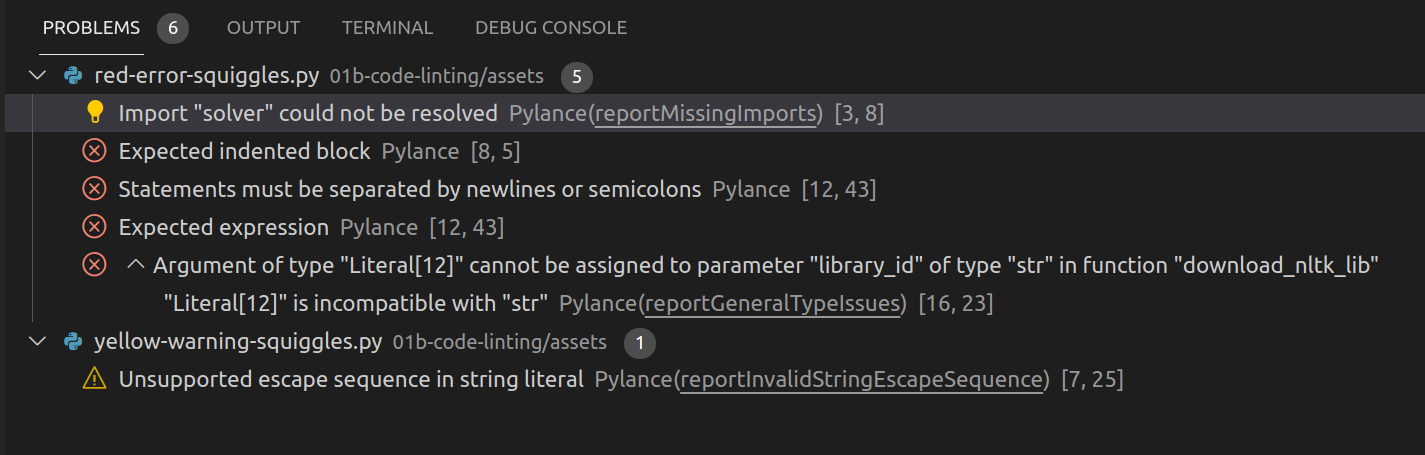 PROBLEMS 6 OUTPUT TERMINAL DEBUG CONSOLE
red-error-squiggles.py 01b-code-linting/assets 5
Import "solver" could not be resolved Pylance(reportMissingImports) [3, 8]
Expected indented block Pylance [8, 5]
Statements must be separated by newlines or semicolons Pylance [12, 43]
Expected expression Pylance [12, 43]
Argument of type "Literal[12]" cannot be assigned to parameter "library_id" of type "str" in function "download_nltk_lib"
"Literal[12]" is incompatible with "str" Pylance(reportGeneralTypeIssues) [16, 23]
yellow-warning-squiggles.py 01b-code-linting/assets 1
Unsupported escape sequence in string literal Pylance(reportInvalidStringEscapeSequence) [7, 25]